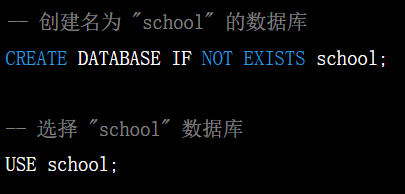 -- 创建名为 "school" 的数据库
CREATE DATABASE IF NOT EXISTS school;
-- 选择 "school" 数据库
USE school;